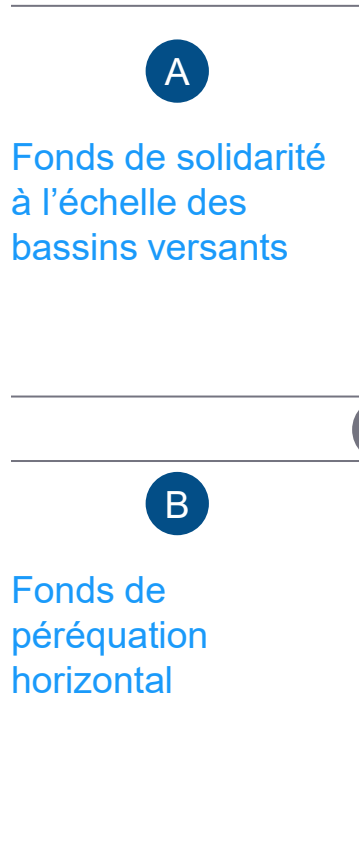 A
Fonds de solidarité
à l’échelle des
bassins versants
B
Fonds de
péréquation
horizontal